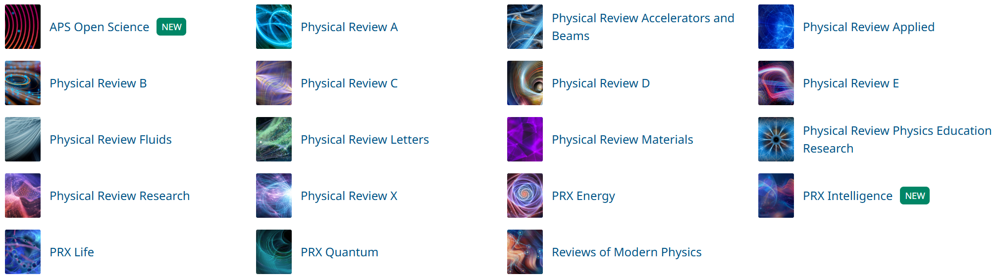 APS Open Science NEW
Physical Review A
Physical Review Accelerators and
Beams
Physical Review Applied
Physical Review B
Physical Review C
Physical Review D
Physical Review E
Physical Review Fluids
Physical Review Letters
Physical Review Materials
Physical Review Physics Education
Research
Physical Review Research
Physical Review X
PRX Energy
PRX Intelligence NEW
PRX Life
PRX Quantum
Reviews of Modern Physics